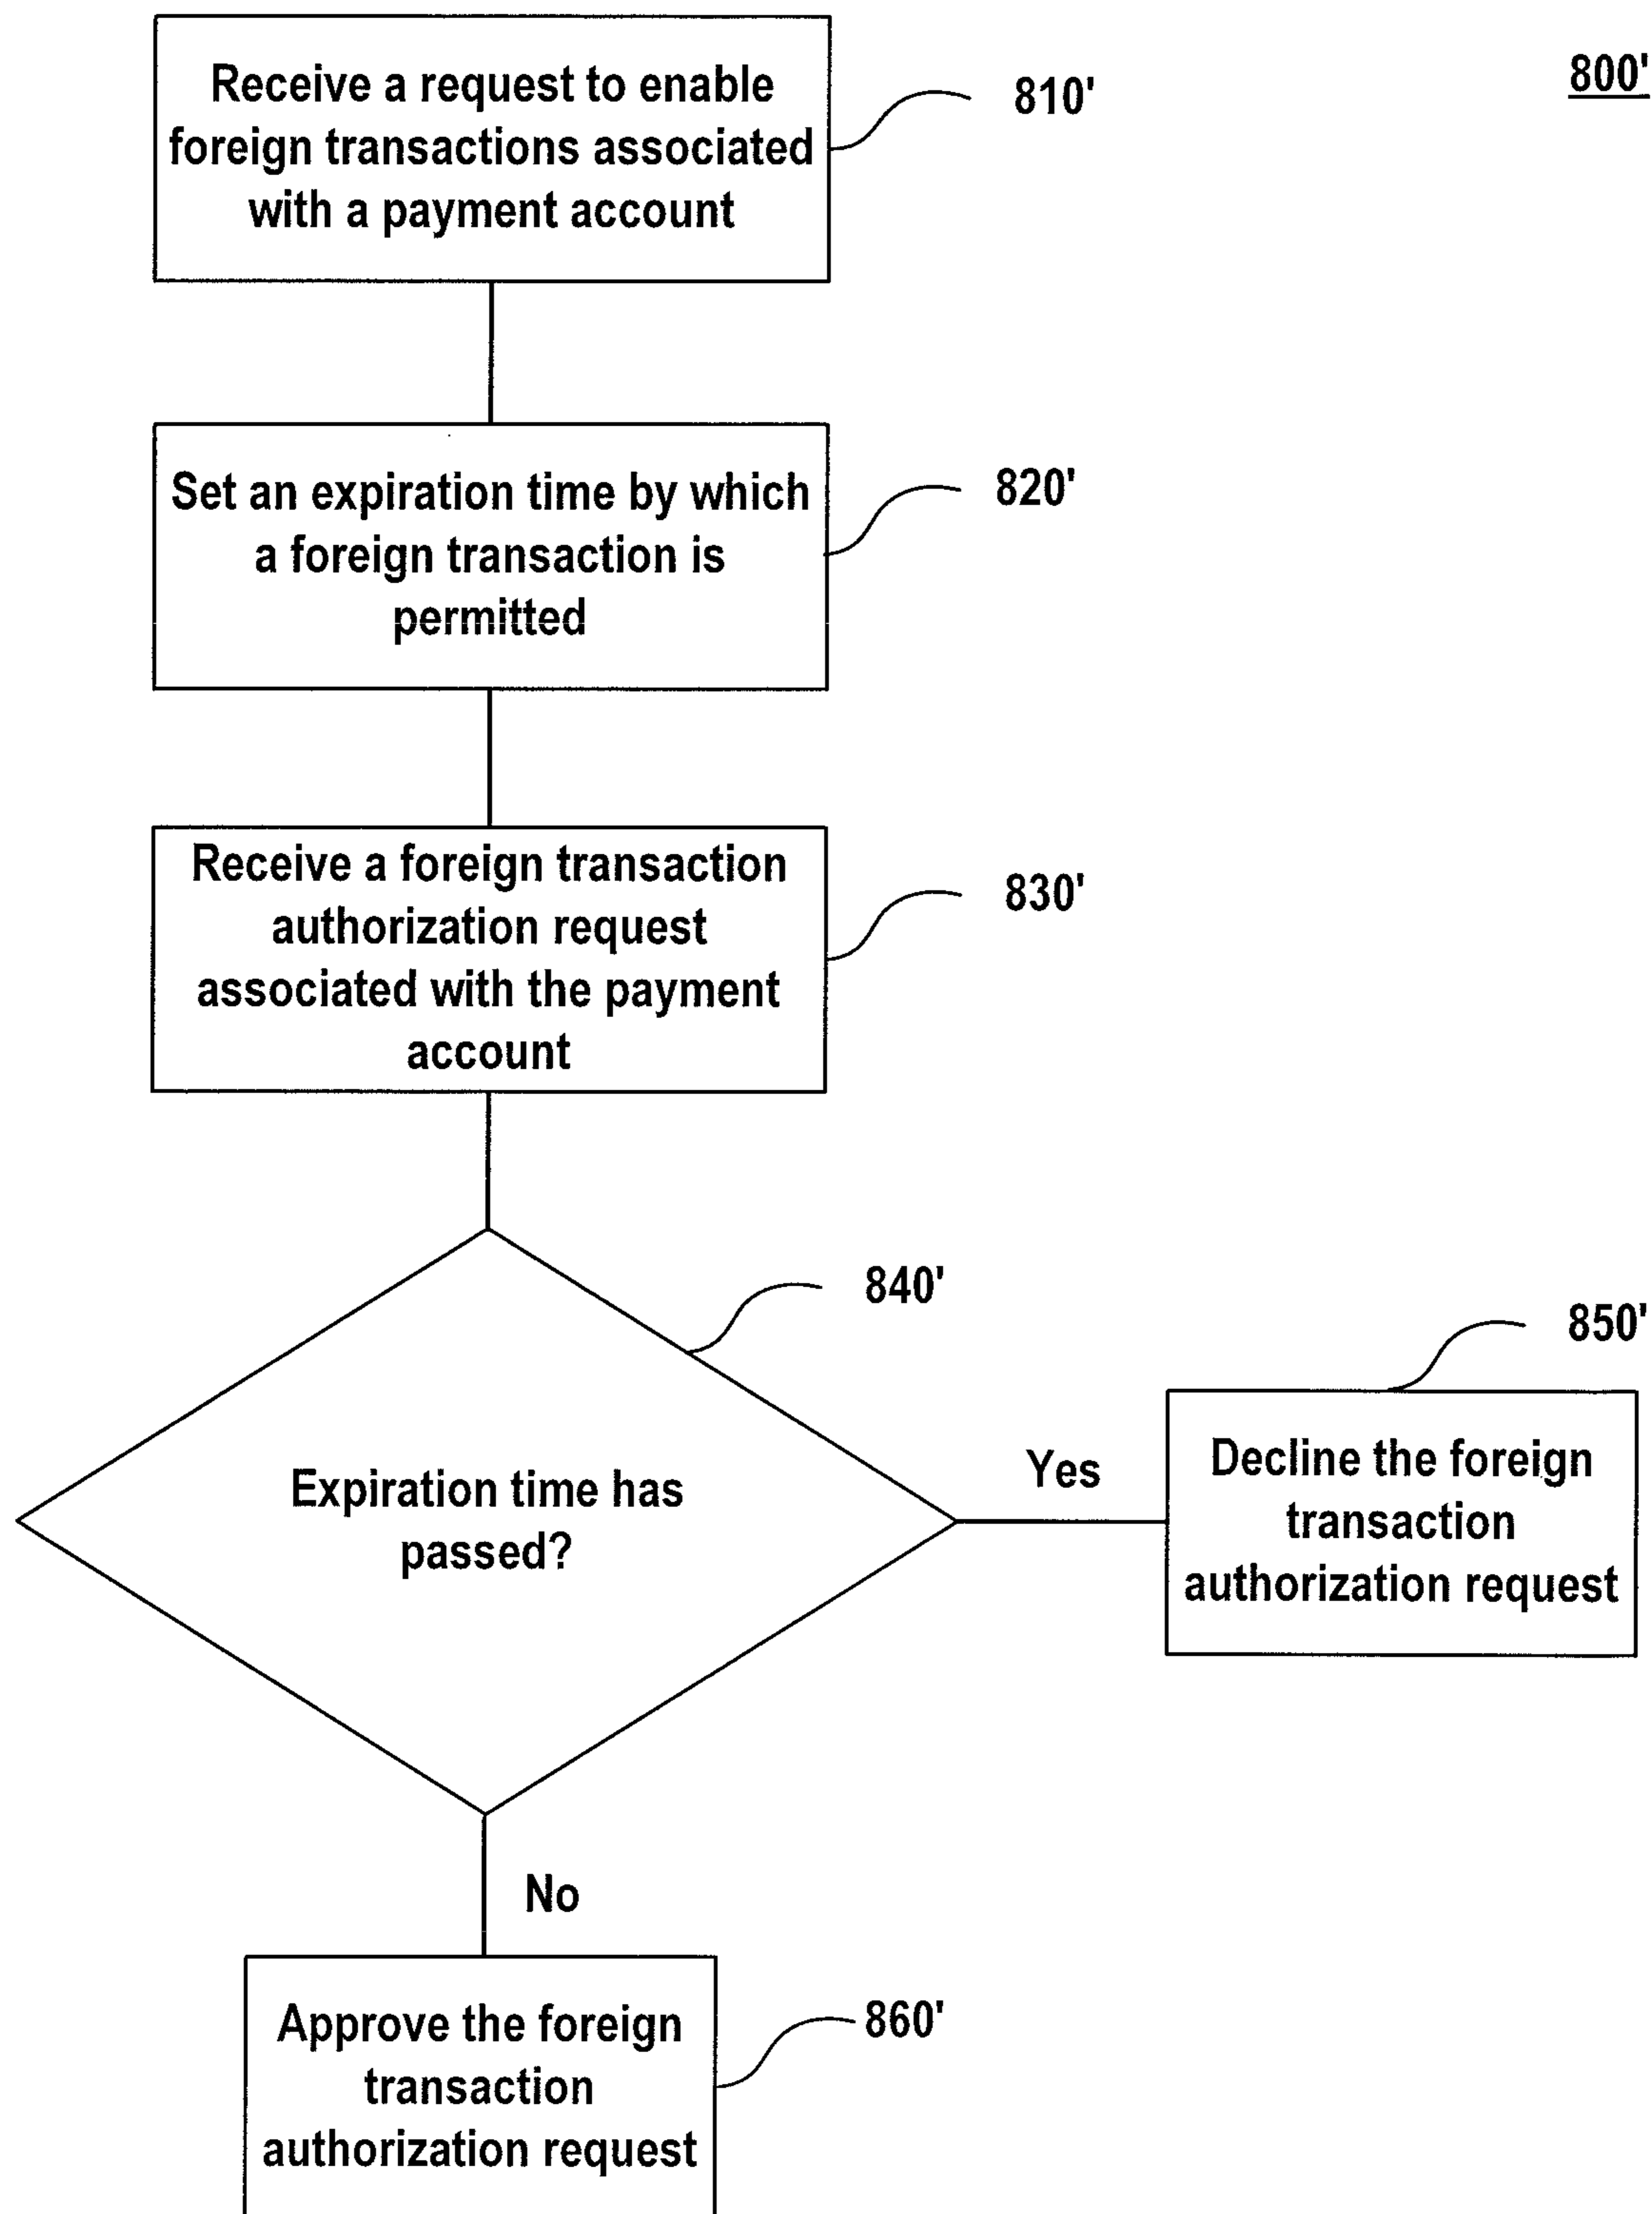 800'
Receive a request to enable
foreign transactions associated
with a payment account
810'
Set an expiration time by which
a foreign transaction is
permitted
820'
Receive a foreign transaction
authorization request
associated with the payment
account
830'
Expiration time has
passed?
840'
Yes
Decline the foreign
transaction
authorization request
850'
No
Approve the foreign
transaction
authorization request
860'